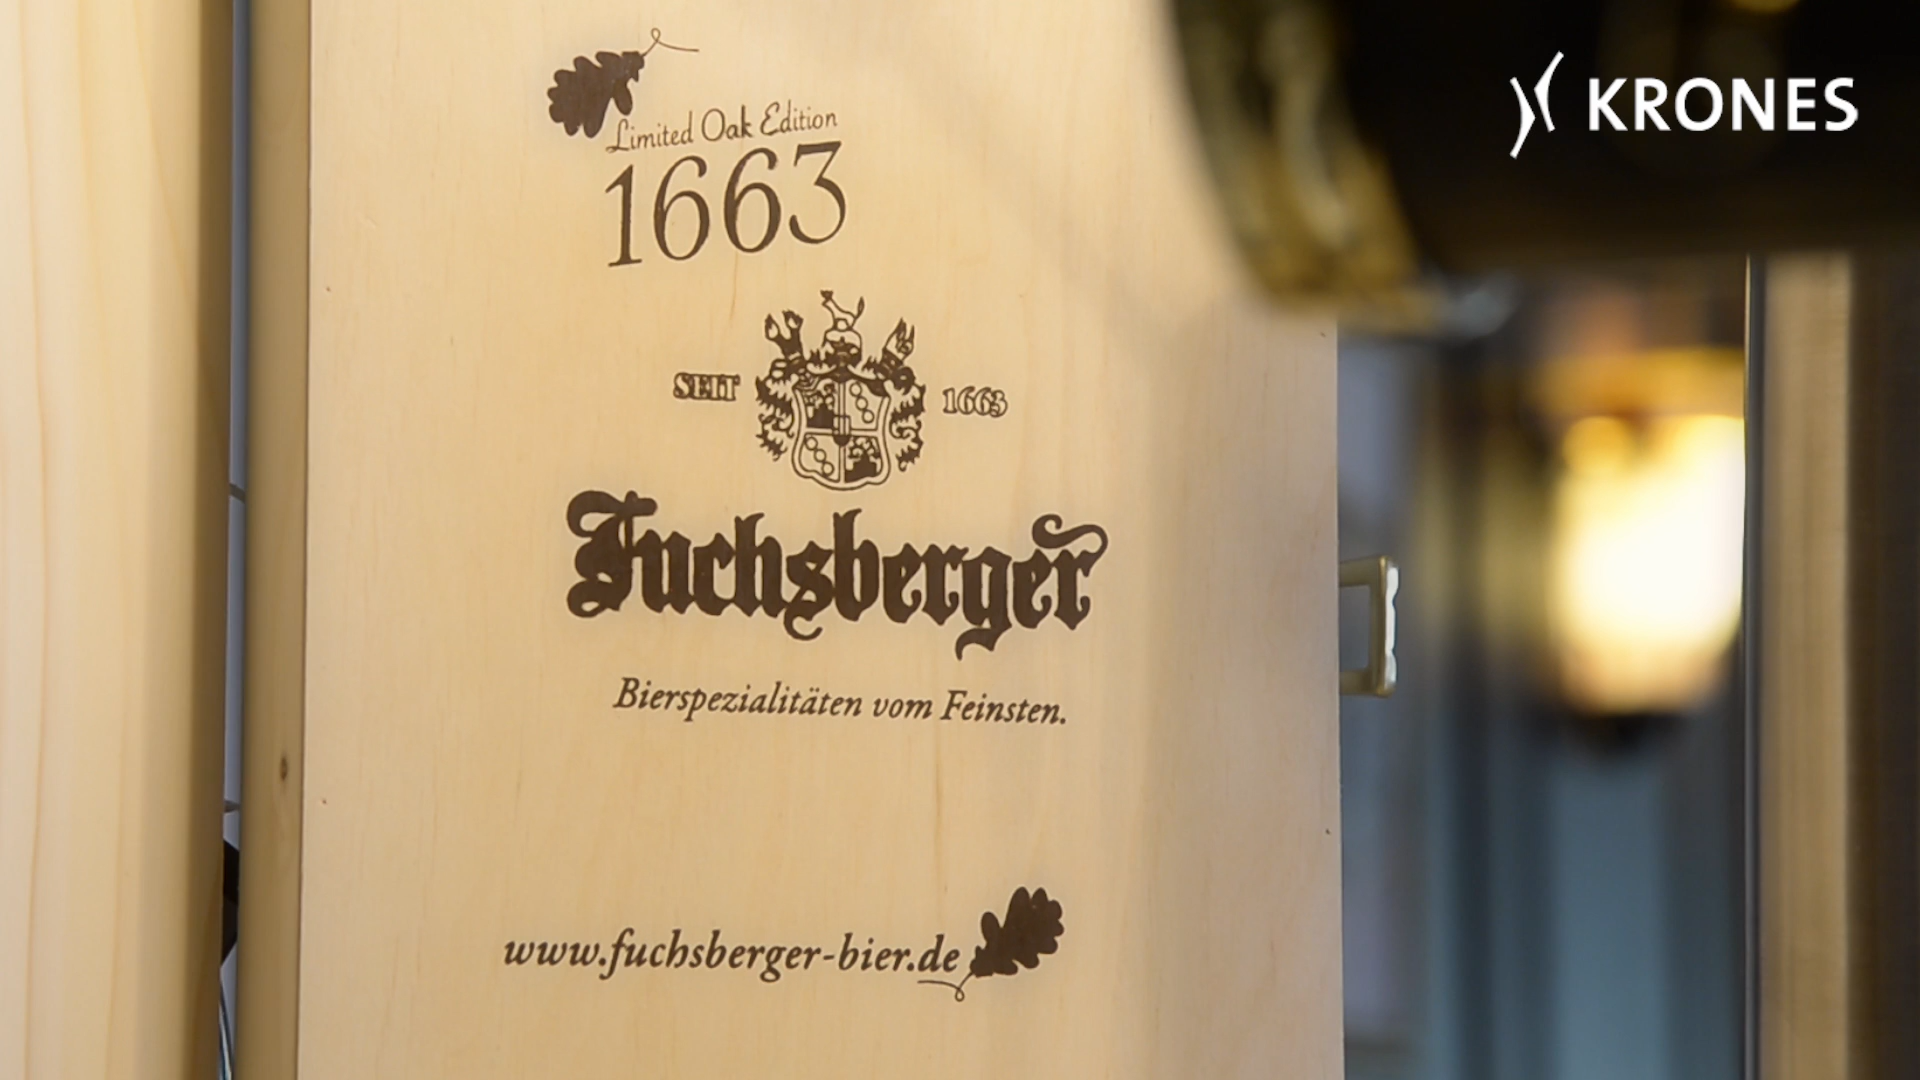 KRONES
Limited Oak Edition
1663
SEIT 1663
Fuchsberger
Bierspezialitäten vom Feinsten.
www.fuchsberger-bier.de